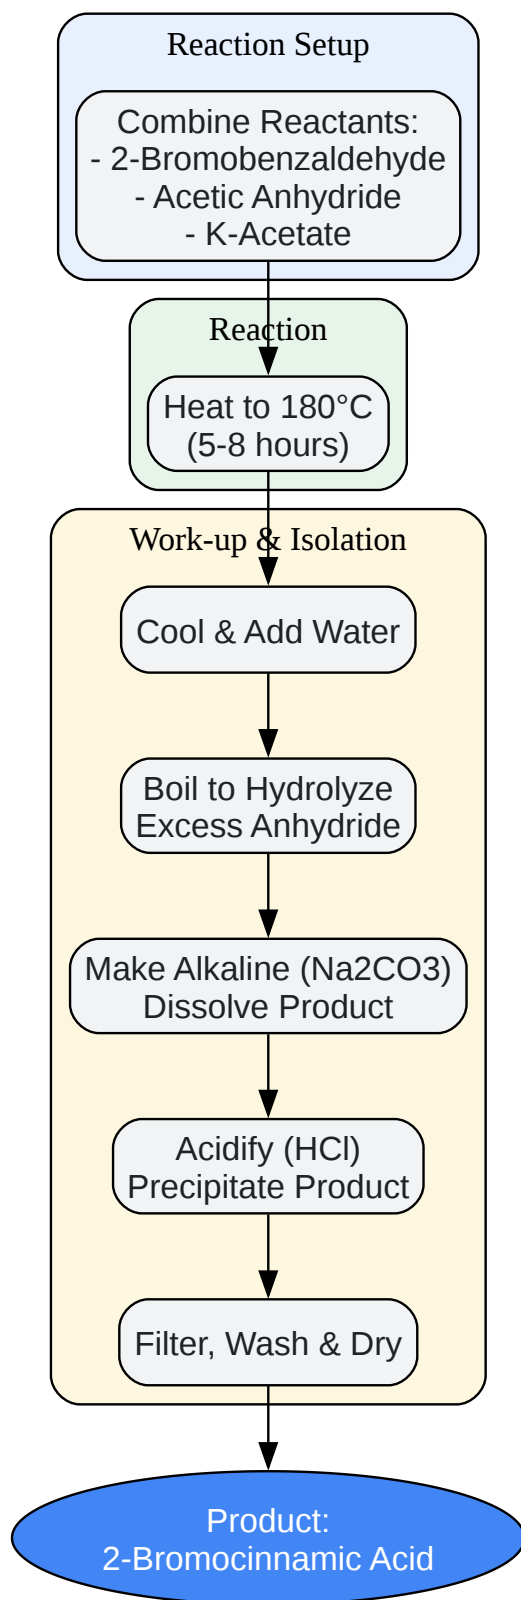 Reaction Setup
Combine Reactants:
- 2-Bromobenzaldehyde
- Acetic Anhydride
- K-Acetate
Reaction
Heat to 180°C
(5-8 hours)
Work-up & Isolation
Cool & Add Water
Boil to Hydrolyze
Excess Anhydride
Make Alkaline (Na2CO3)
Dissolve Product
Acidify (HCl)
Precipitate Product
Filter, Wash & Dry
Product:
2-Bromocinnamic Acid